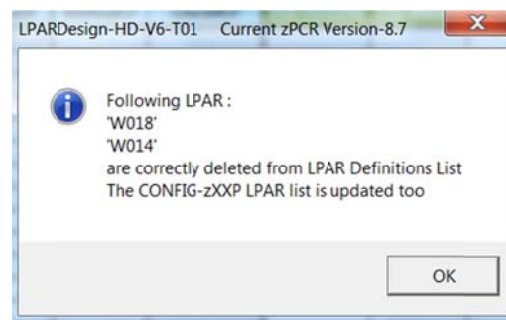 LPARDesign-HD-V6-T01 Current zPCR Version-8.7
Following LPAR :
'W018'
'W014'
are correctly deleted from LPAR Definitions List
The CONFIG-zXXP LPAR list is updated too
OK